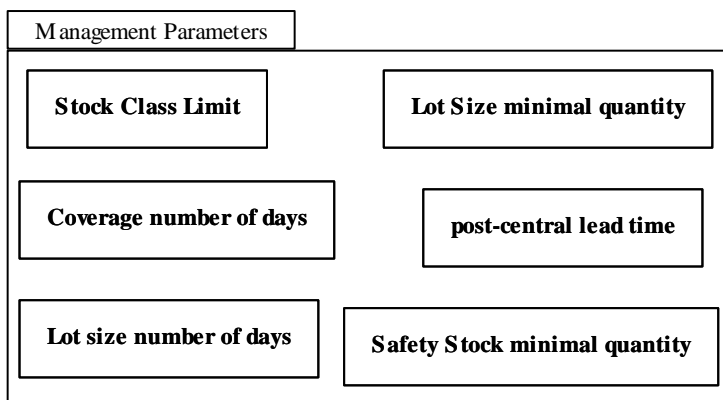 Management Parameters
Stock Class Limit
Lot Size minimal quantity
Coverage number of days
post-central lead time
Lot size number of days
Safety Stock minimal quantity